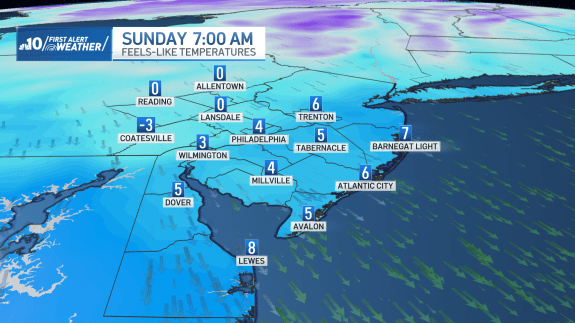 10 FIRST ALERT WEATHER
SUNDAY 7:00 AM
FEELS-LIKE TEMPERATURES
0
ALLENTOWN
0
READING
0
LANSDALE
6
TRENTON
-3
COATESVILLE
4
PHILADELPHIA
5
TABERNACLE
7
BARNEGAT LIGHT
3
WILMINGTON
4
MILLVILLE
6
ATLANTIC CITY
5
DOVER
5
AVALON
8
LEWES